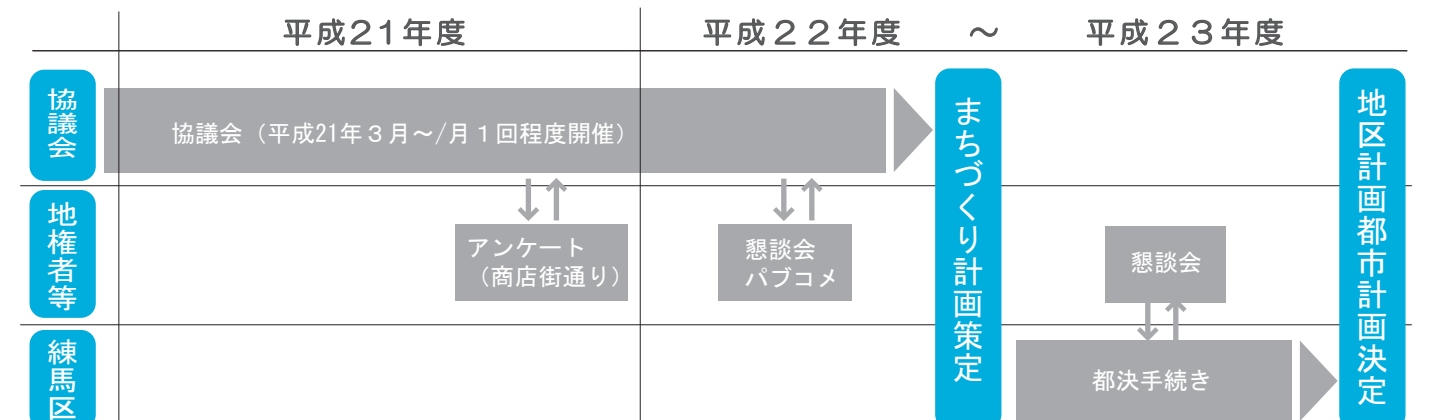 平成21年度
平成２２年度　～　平成２３年度
協議会
協議会（平成21年３月～/月１回程度開催）
まちづくり計画策定
地区計画都市計画決定
地権者等
アンケート
（商店街通り）
懇談会
パブコメ
懇談会
練馬区
都決手続き